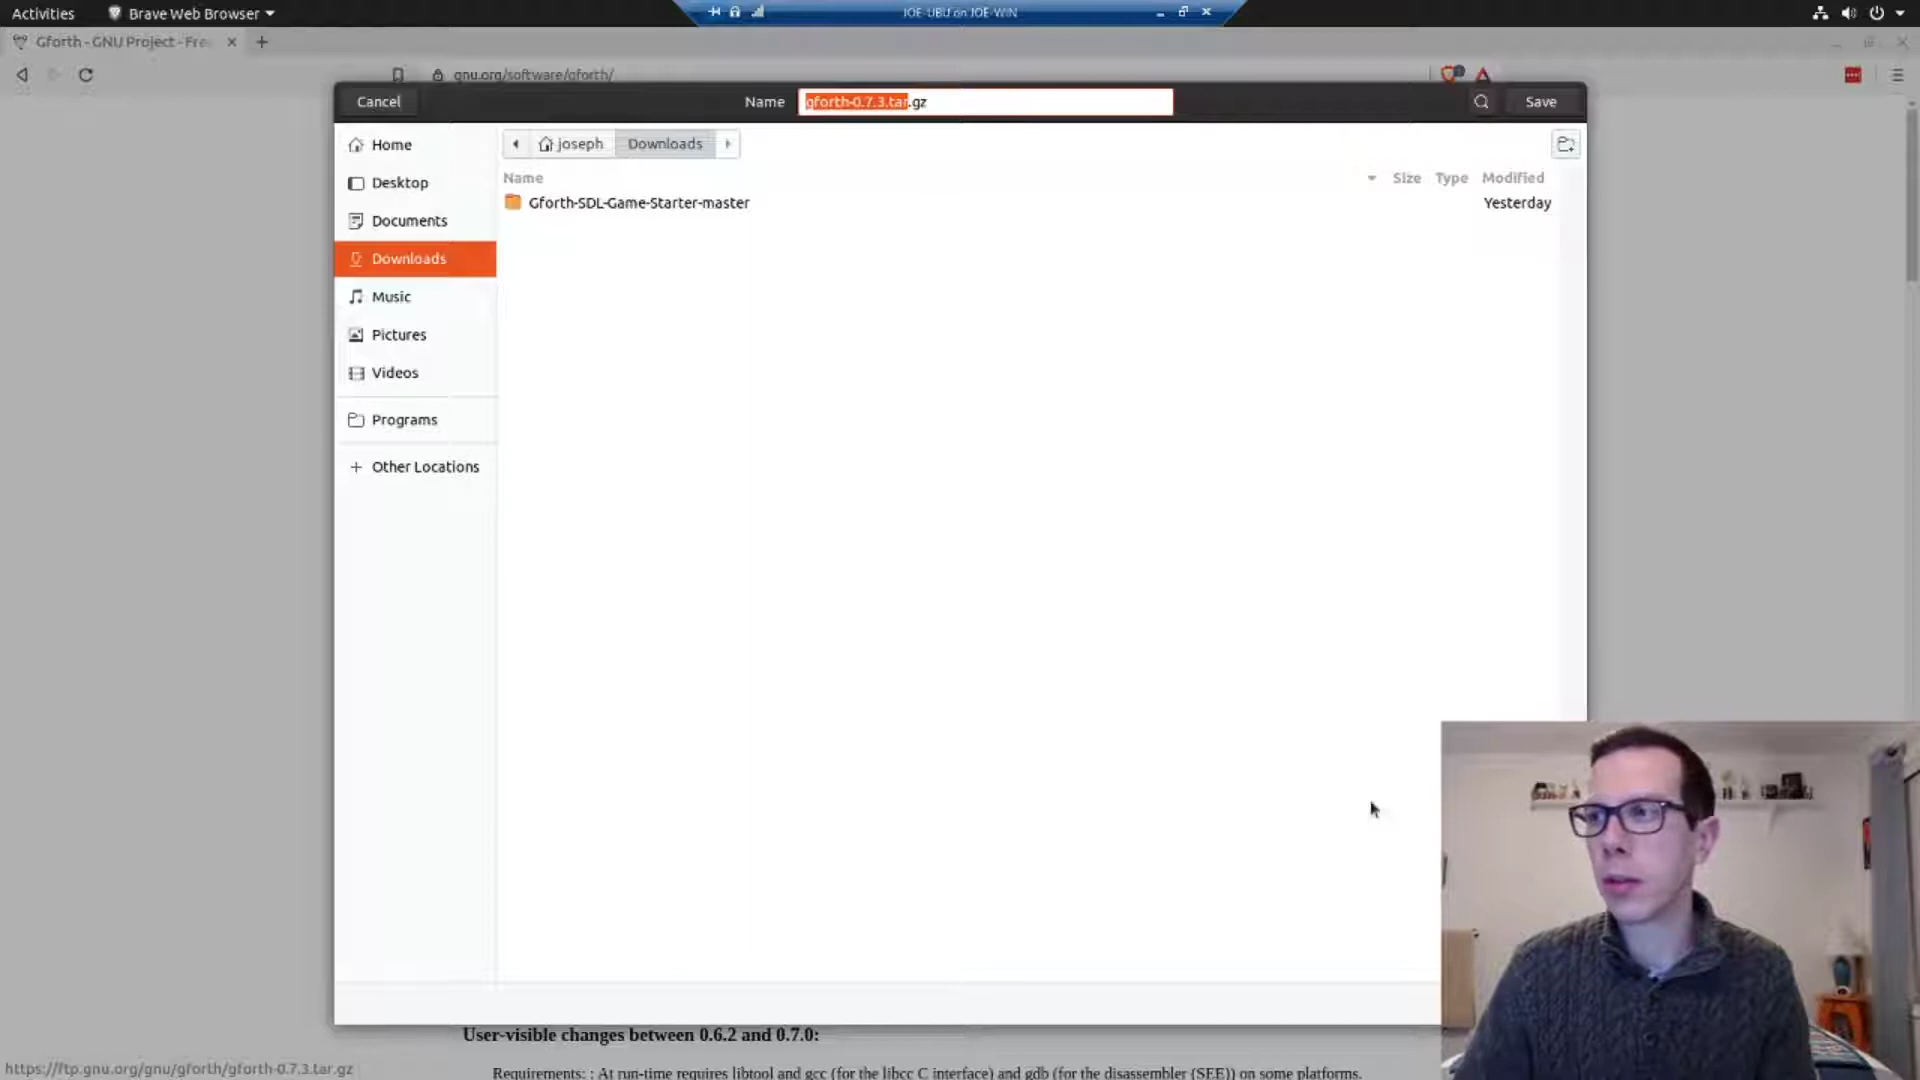 Activities
Brave Web Browser
JOE-UBU on JOE-WIN
Gforth - GNU Project - Fre
gnu.org/software/gforth/
Cancel
Name
gforth-0.7.3.tar.gz
Save
Home
Desktop
Documents
Downloads
Music
Pictures
Videos
Programs
Other Locations
joseph
Downloads
Name
Size
Type
Modified
Gforth-SDL-Game-Starter-master
Yesterday
User-visible changes between 0.6.2 and 0.7.0:
https://ftp.gnu.org/gnu/gforth/gforth-0.7.3.tar.gz
Requirements: : At run-time requires libtool and gcc (for the libcc C interface) and gdb (for the disassembler (SEE)) on some platforms.